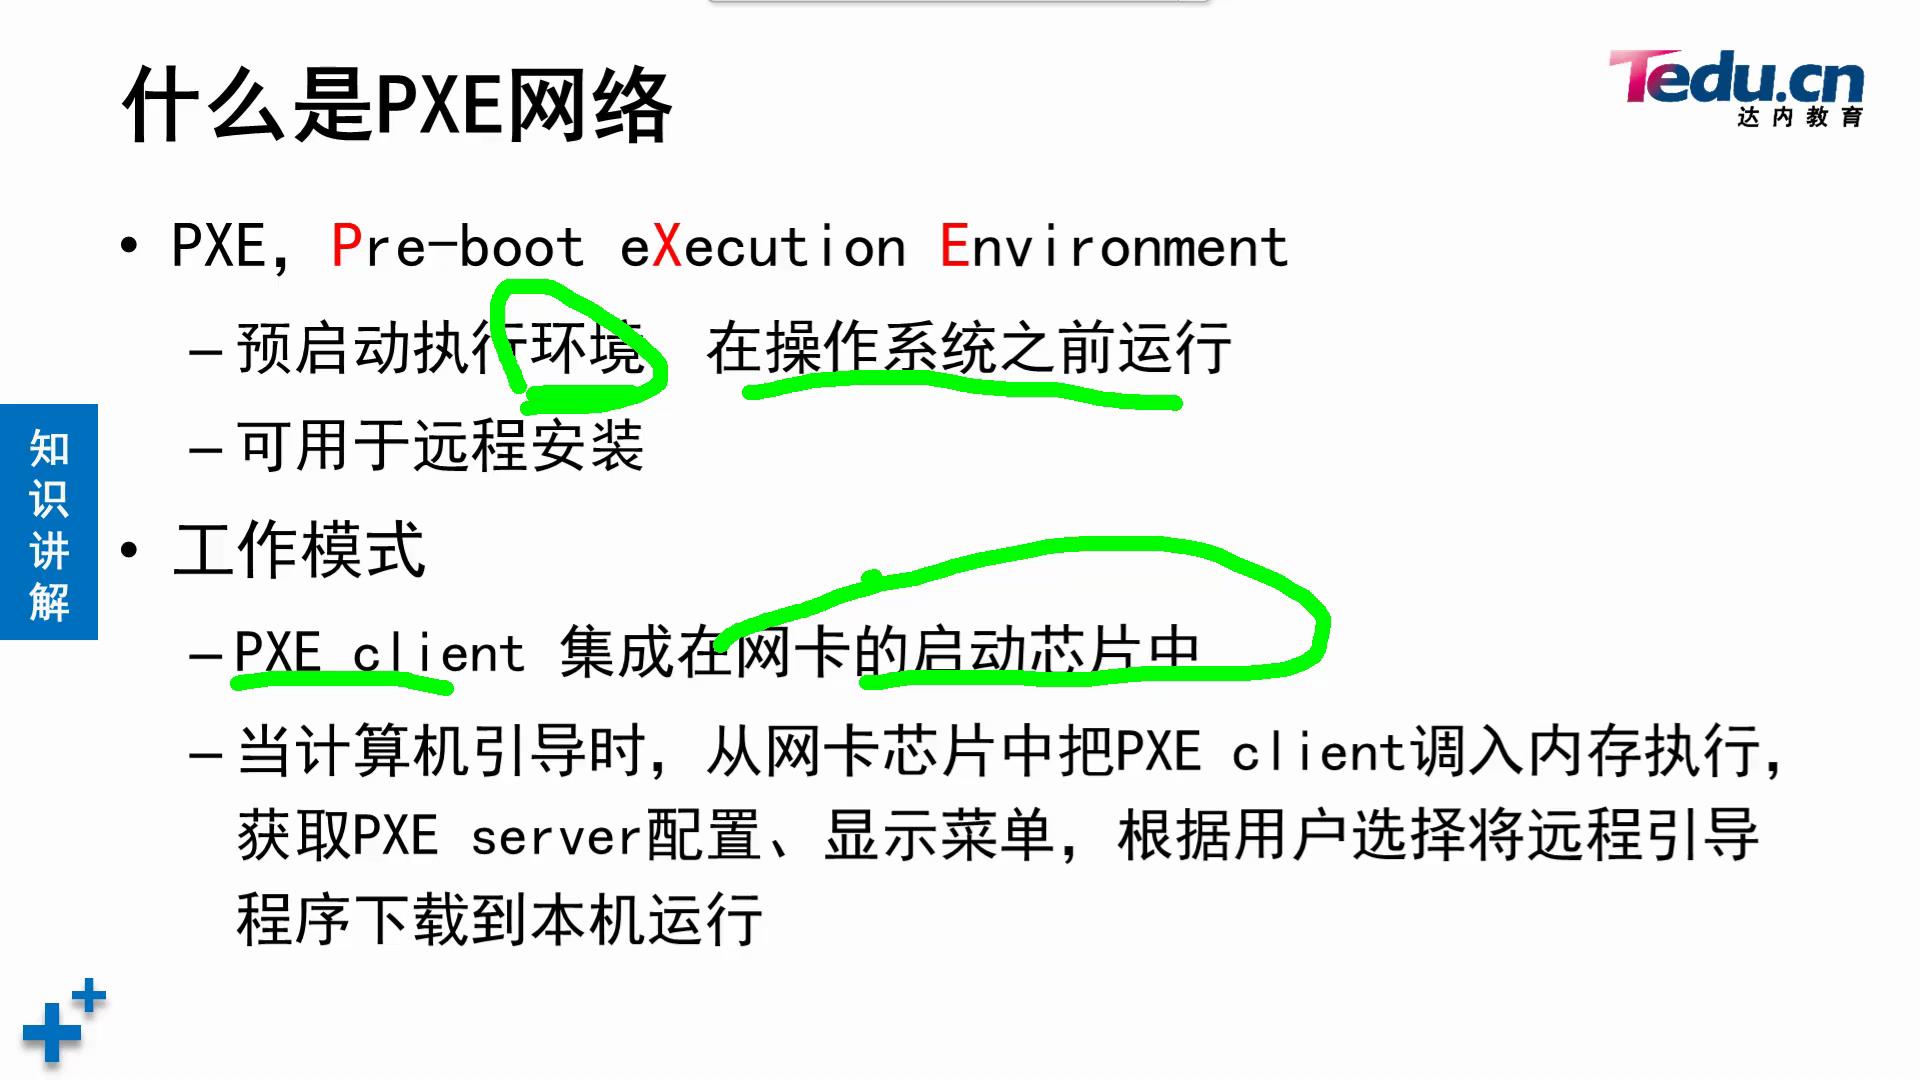 什么是PXE网络
Tedu.cn
达内教育
• PXE，Pre-boot eXecution Environment
– 预启动执行环境 在操作系统之前运行
– 可用于远程安装
知识讲解
• 工作模式
– PXE client 集成在网卡的启动芯片中
– 当计算机引导时，从网卡芯片中把PXE client调入内存执行，
获取PXE server配置、显示菜单，根据用户选择将远程引导
程序下载到本机运行